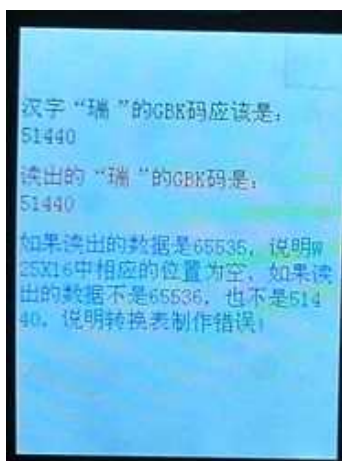 汉字“瑞”的GBK码应该是：
51440
读出的“瑞”的GBK码是：
51440
如果读出的数据是65535，说明W
25X16中相应的位置为空，如果读
出的数据不是65536，也不是514
40，说明转换表制作错误！